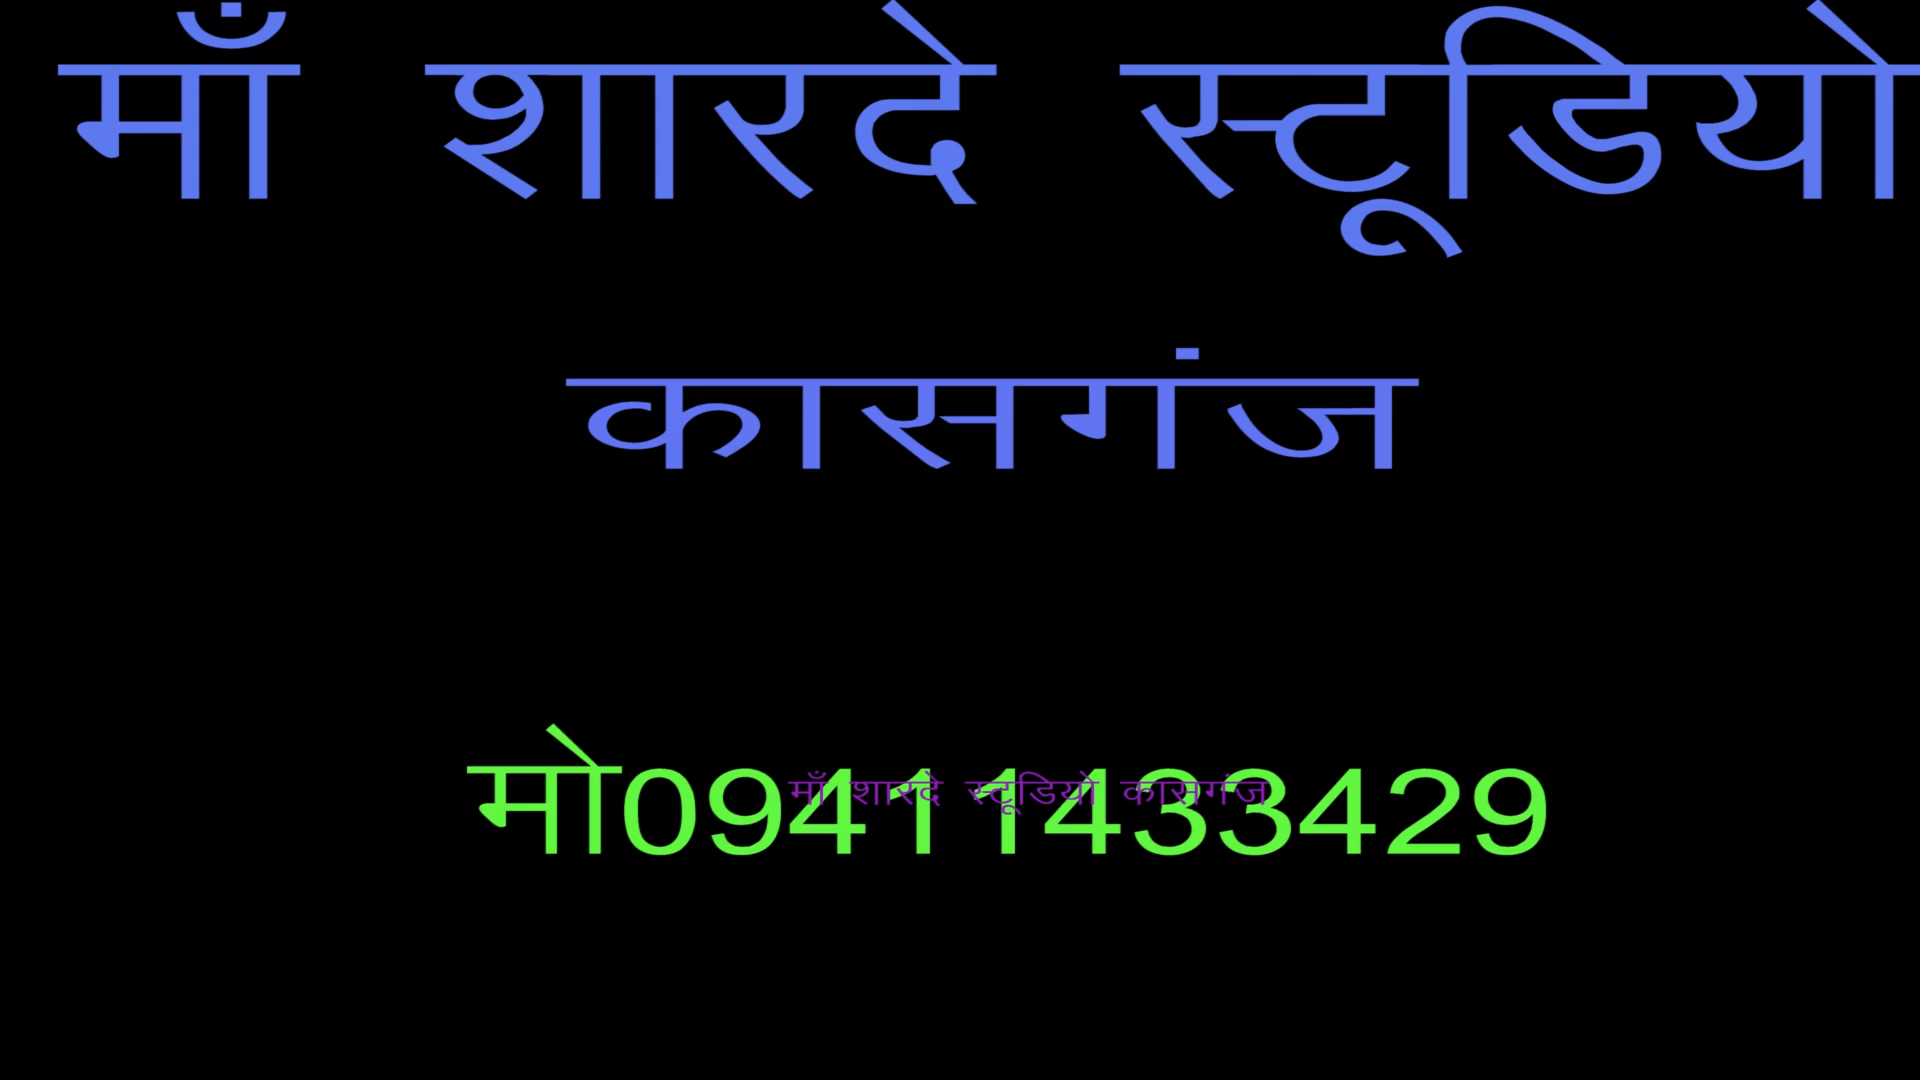 माँ शारदे स्टूडियो
कासगंज
मो09411433429
माँ शारदे स्टूडियो कासगंज